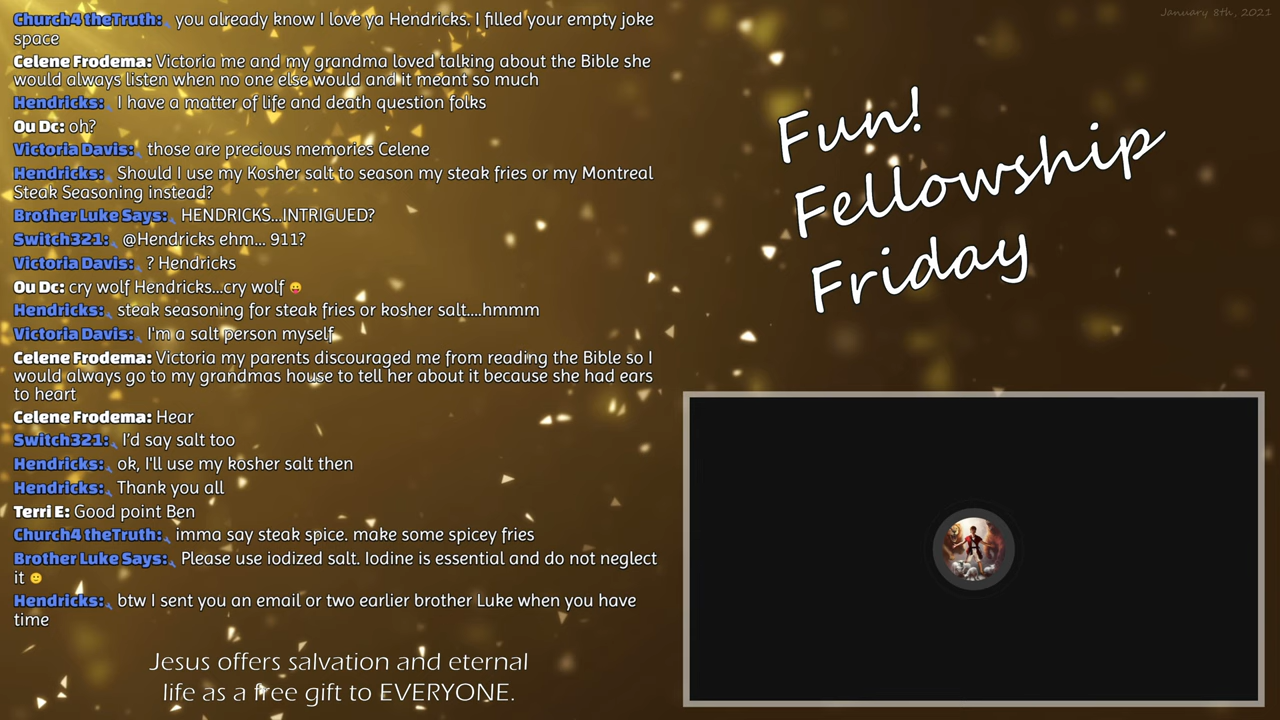 Church4 theTruth: you already know I love ya Hendricks. I filled your empty joke
space
Celene Frodema: Victoria me and my grandma loved talking about the Bible she
would always listen when no one else would and it meant so much
Hendricks: I have a matter of life and death question folks
Ou Dc: oh?
Victoria Davis: those are precious memories Celene
Hendricks: Should I use my Kosher salt to season my steak fries or my Montreal
Steak Seasoning instead?
Brother Luke Says: HENDRICKS...INTRIGUED?
Switch321: @Hendricks ehm... 911?
Victoria Davis: ? Hendricks
Ou Dc: cry wolf Hendricks...cry wolf 😛
Hendricks: steak seasoning for steak fries or kosher salt....hmmm
Victoria Davis: I'm a salt person myself
Celene Frodema: Victoria my parents discouraged me from reading the Bible so I
would always go to my grandmas house to tell her about it because she had ears
to heart
Celene Frodema: Hear
Switch321: I'd say salt too
Hendricks: ok, I'll use my kosher salt then
Hendricks: Thank you all
Terri E: Good point Ben
Church4 theTruth: imma say steak spice. make some spicey fries
Brother Luke Says: Please use iodized salt. Iodine is essential and do not neglect
it 🙂
Hendricks: btw I sent you an email or two earlier brother Luke when you have
time
Jesus offers salvation and eternal
life as a free gift to EVERYONE.
January 8th, 2021
Fun!
Fellowship
Friday